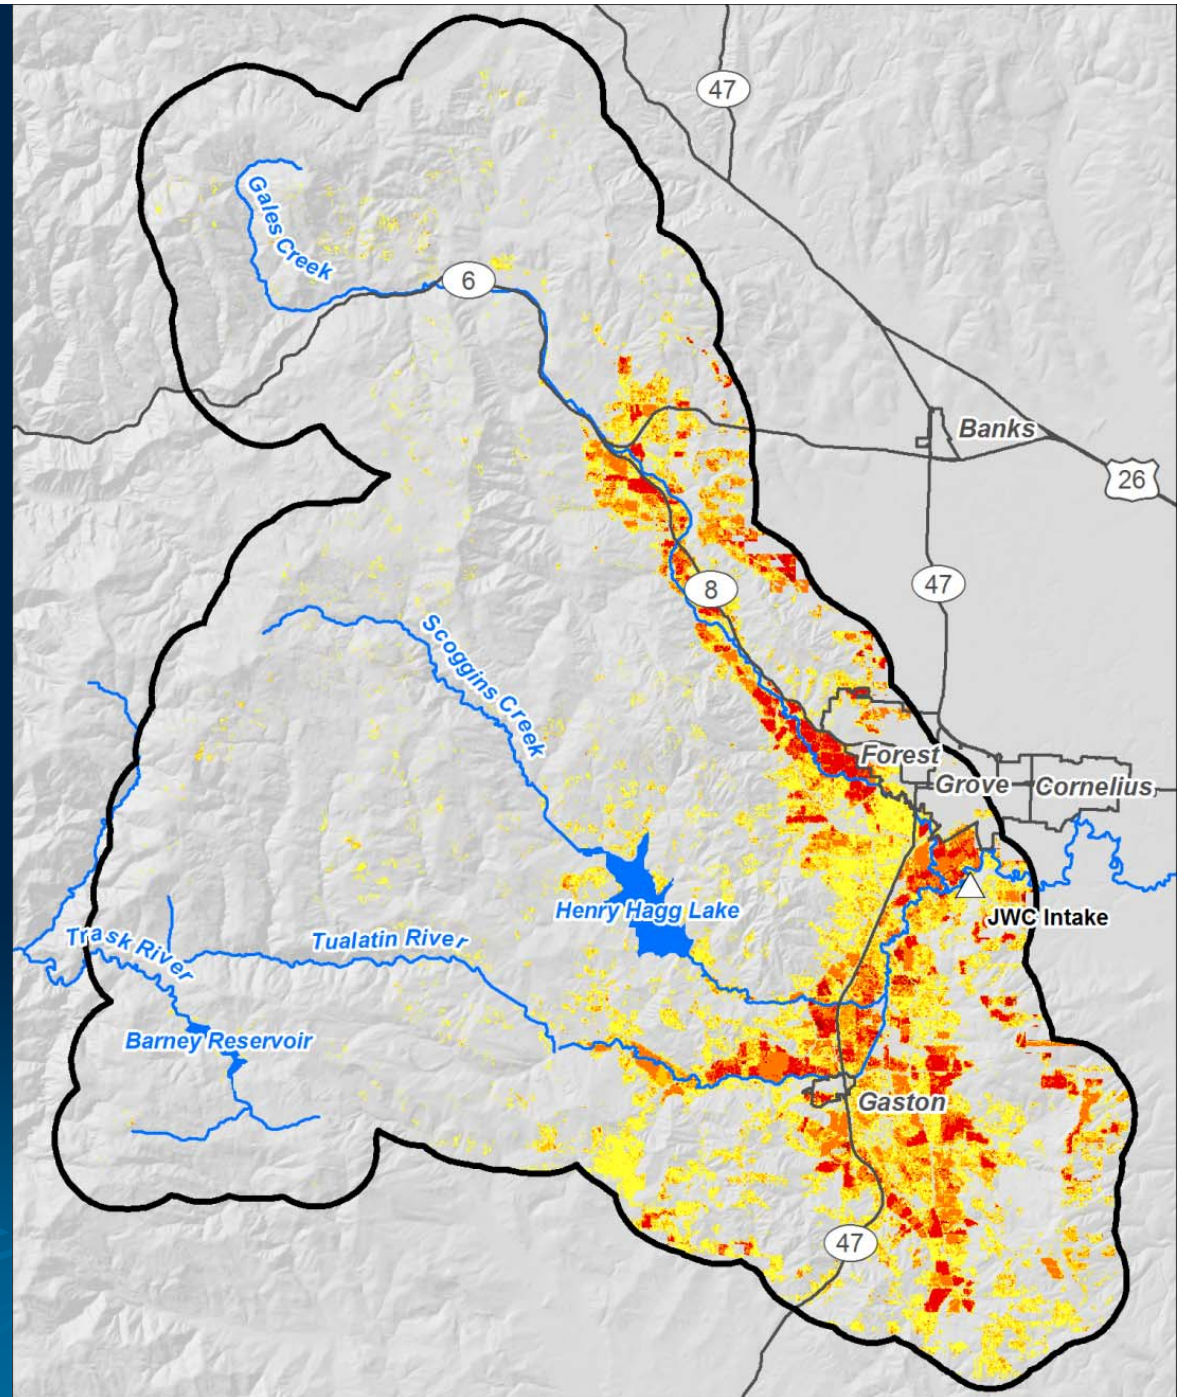 47
Gales Creek
6
Banks
26
47
8
Scoggins Creek
Forest
Grove
Cornelius
Henry Hagg Lake
JWC Intake
Trask River
Tualatin River
Barney Reservoir
Gaston
47